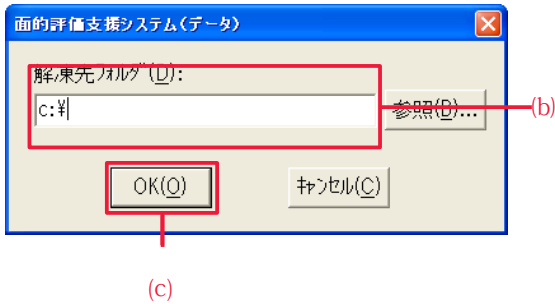 面的評価支援システム(データ)
解凍先フォルダ(D):
c:¥
参照(B)...
(b)
OK(O)
キャンセル(C)
(c)